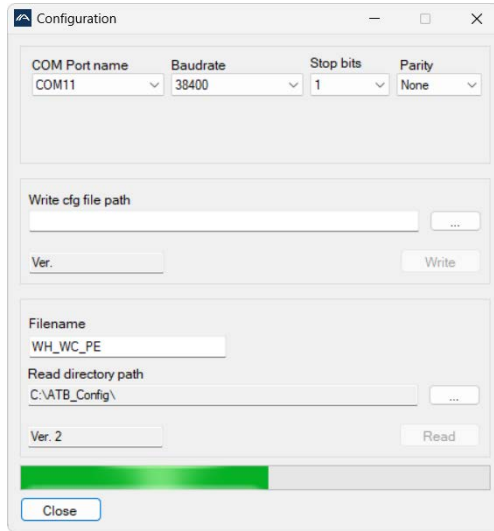 Configuration
COM Port name Baudrate Stop bits Parity
COM11 38400 1 None
Write cfg file path
...
Ver. Write
Filename
WH_WC_PE
Read directory path
C:\ATB_Config\ ...
Ver. 2 Read
Close